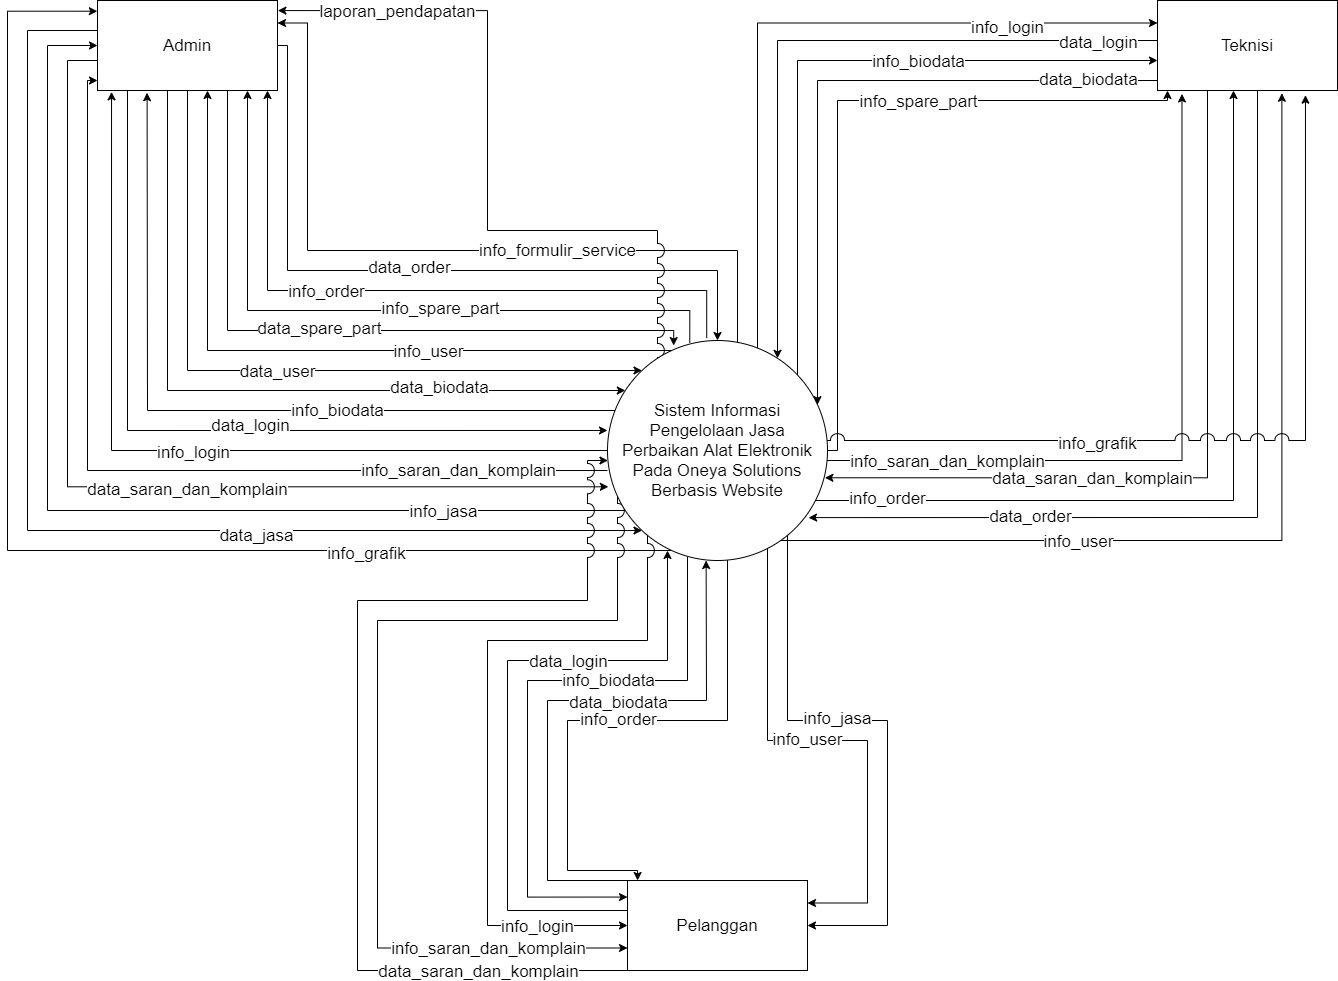 laporan_pendapatan
Admin
info_login
data_login
info_biodata
data_biodata
info_spare_part
Teknisi
info_formulir_service
data_order
info_order
info_spare_part
data_spare_part
info_user
data_user
data_biodata
info_biodata
data_login
info_login
info_saran_dan_komplain
data_saran_dan_komplain
info_jasa
data_jasa
info_grafik
Sistem Informasi
Pengelolaan Jasa
Perbaikan Alat Elektronik
Pada Oneya Solutions
Berbasis Website
info_grafik
info_saran_dan_komplain
data_saran_dan_komplain
info_order
data_order
info_user
data_login
info_biodata
data_biodata
info_order
info_jasa
info_user
Pelanggan
info_login
info_saran_dan_komplain
data_saran_dan_komplain